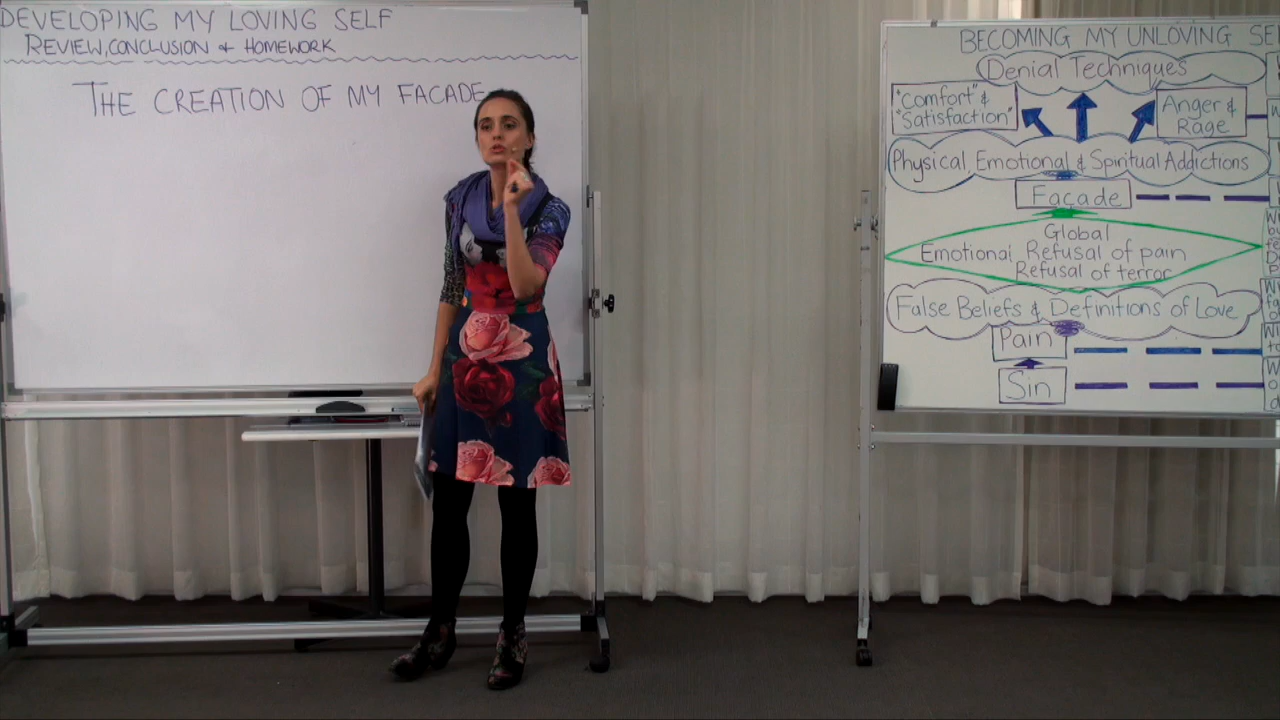 DEVELOPING MY LOVING SELF
REVIEW, CONCLUSION & HOMEWORK
THE CREATION OF MY FACADE
BECOMING MY UNLOVING
Denial Techniques
"Comfort" &
"Satisfaction"
Anger &
Rage
Physical, Emotional & Spiritual Addictions
Façade
Global
Emotional Refusal of pain
Refusal of terror
False Beliefs & Definitions of Love
Pain
Sin